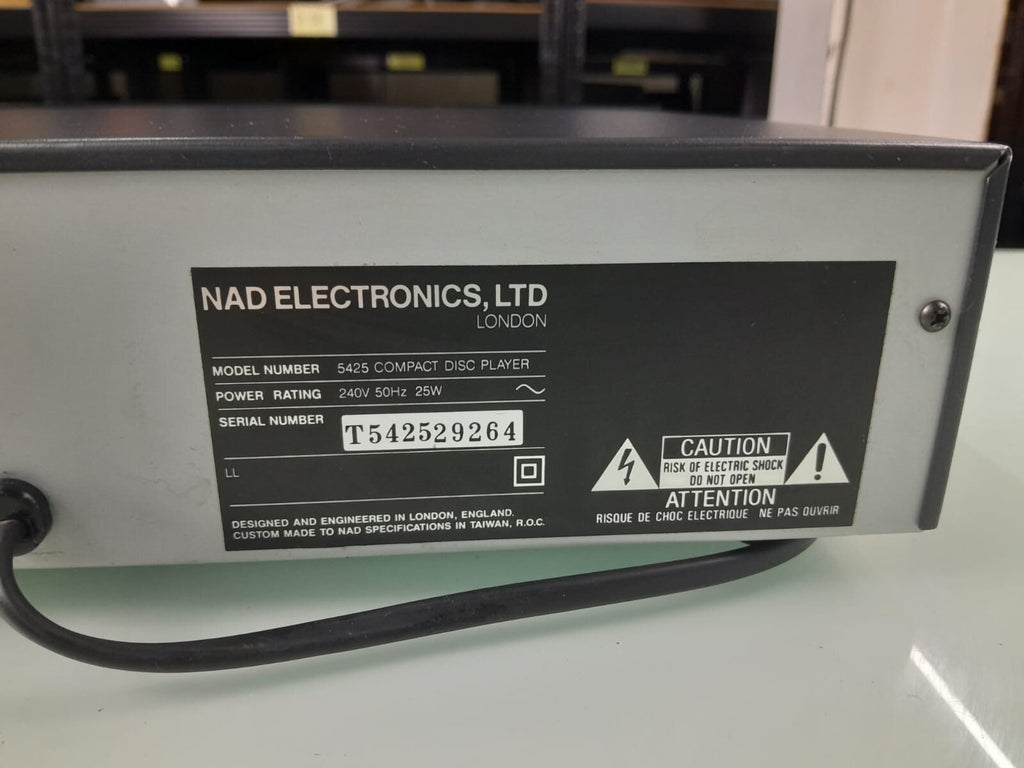 NAD ELECTRONICS, LTD
LONDON
MODEL NUMBER 5425 COMPACT DISC PLAYER
POWER RATING 240V 50Hz 25W
SERIAL NUMBER T542529264
LL
DESIGNED AND ENGINEERED IN LONDON, ENGLAND.
CUSTOM MADE TO NAD SPECIFICATIONS IN TAIWAN, R.O.C.
CAUTION
RISK OF ELECTRIC SHOCK
DO NOT OPEN
ATTENTION
RISQUE DE CHOC ELECTRIQUE NE PAS OUVRIR